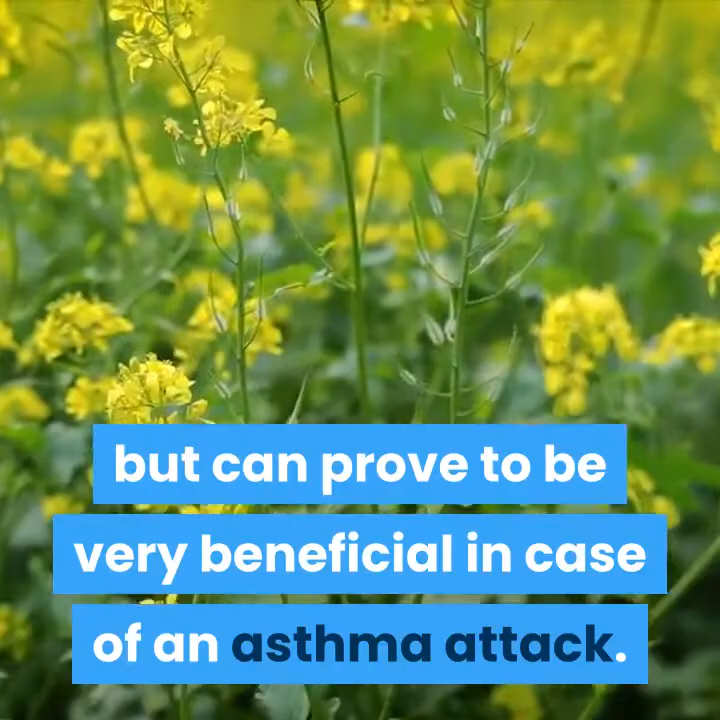 but can prove to be
very beneficial in case
of an asthma attack.